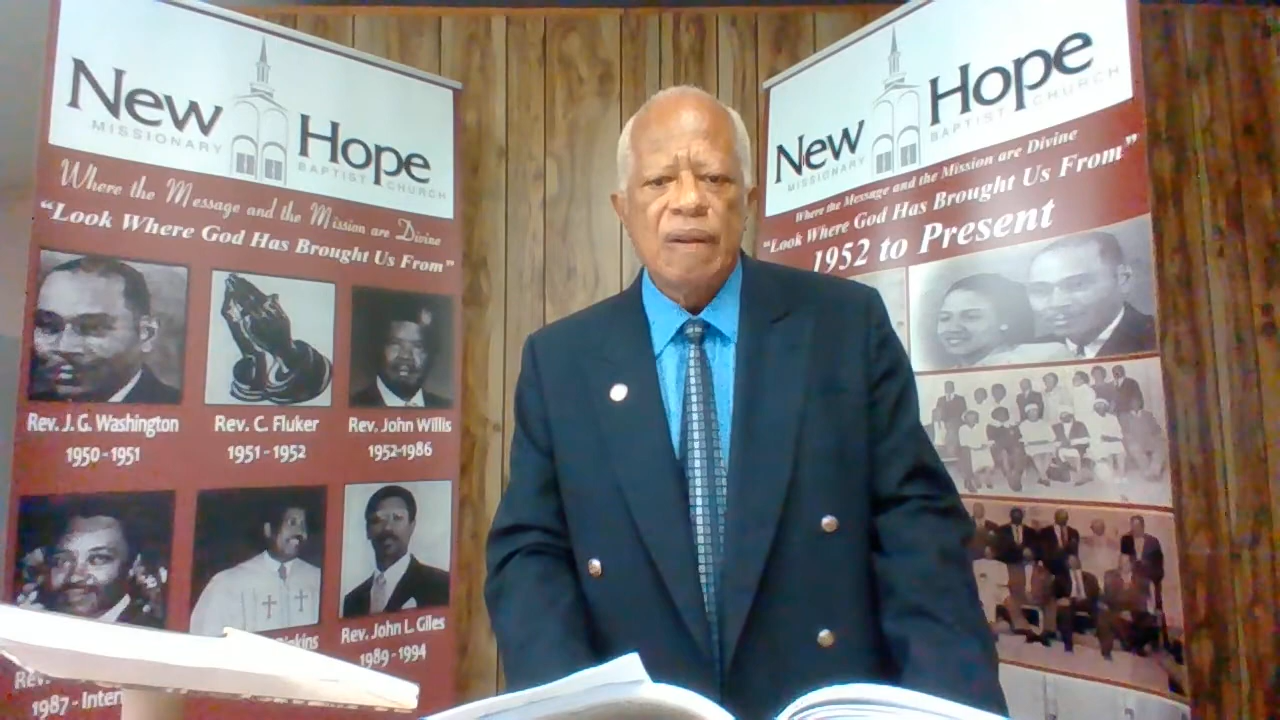 New Hope
MISSIONARY BAPTIST CHURCH
Where the Message and the Mission are Divine
"Look Where God Has Brought Us From"
Rev. J. G. Washington
1950 - 1951
Rev. C. Fluker
1951 - 1952
Rev. John Willis
1952-1986
1987 - 
Rev. John L. Giles
1989 - 1994
New Hope
MISSIONARY BAPTIST CHURCH
Where the Message and the Mission are Divine
"Look Where God Has Brought Us From"
1952 to Present